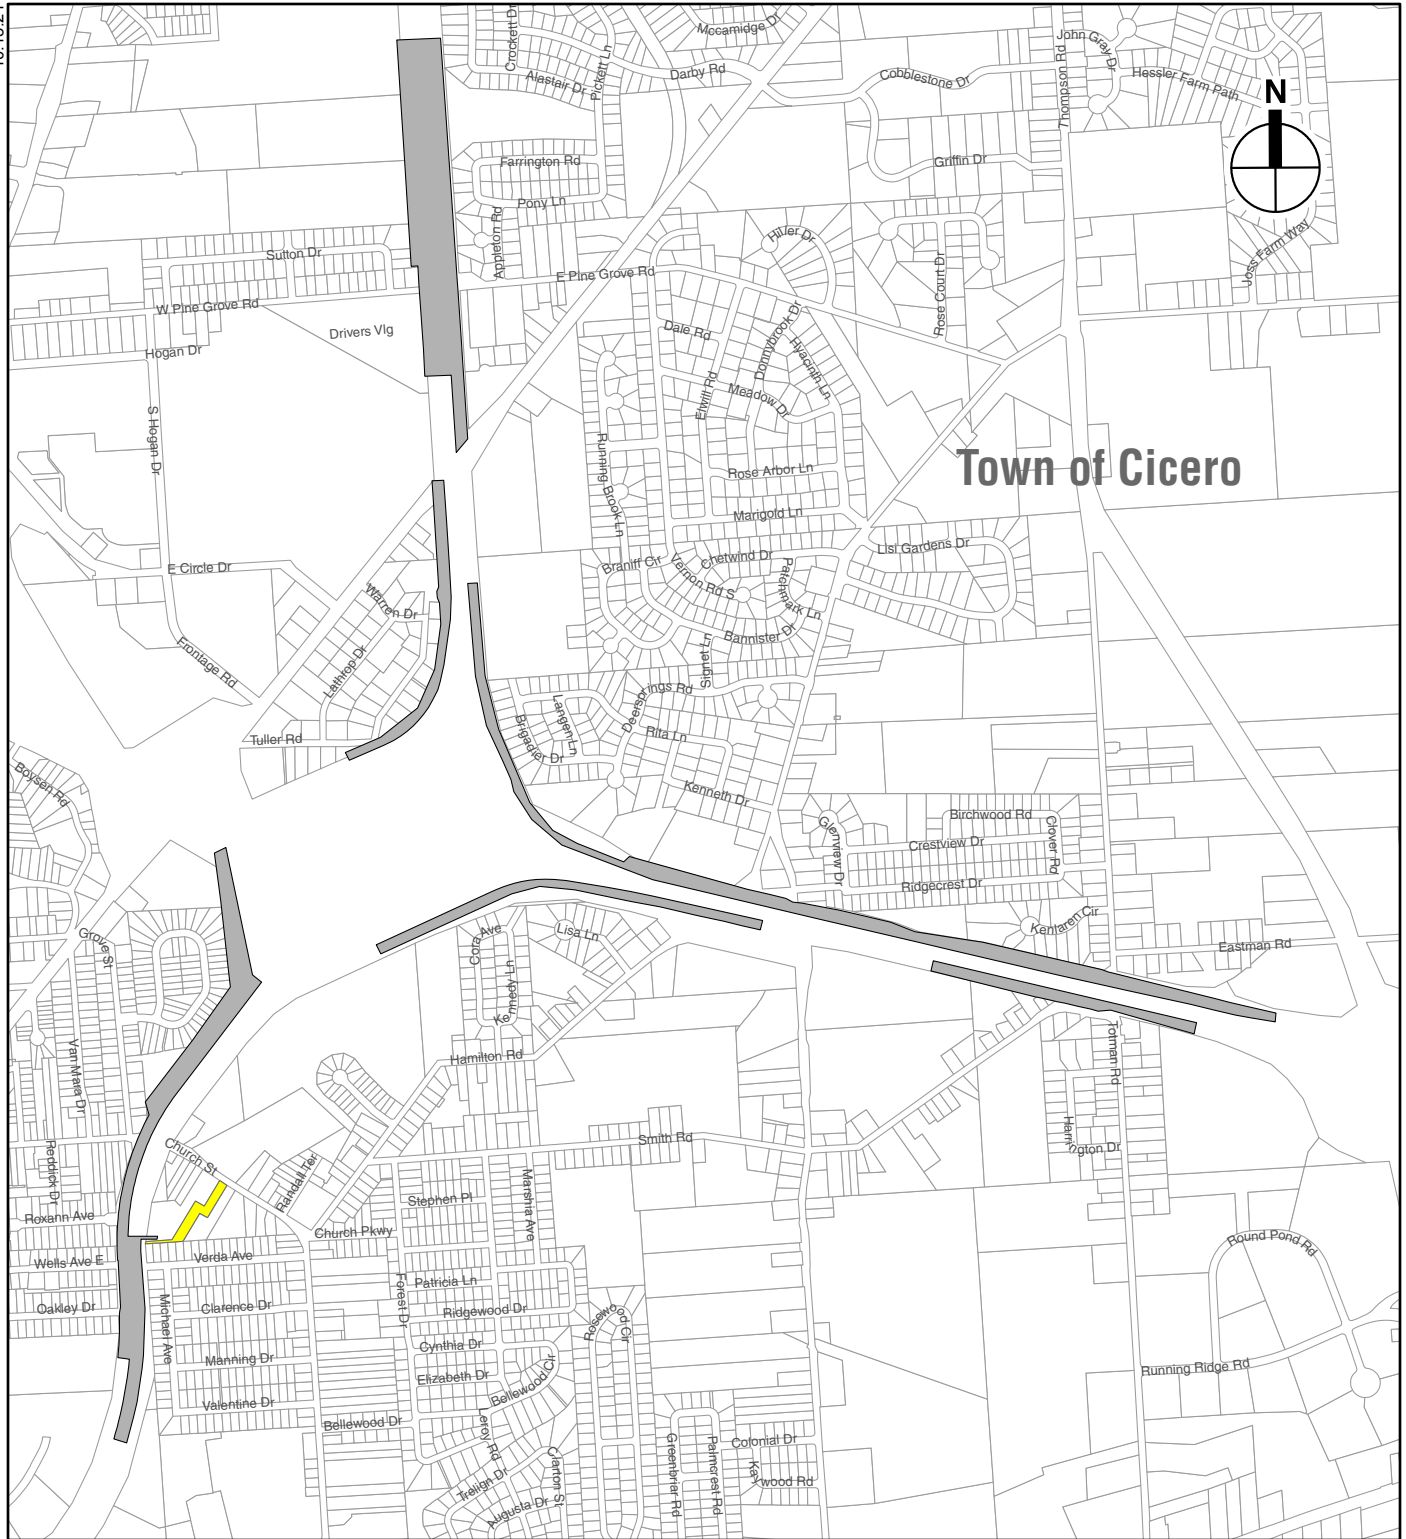 Mccamidge Dr
Crockett Dr
John Gray Dr
Pickett Ln
Darby Rd
Alastair Dr
Cobblestone Dr
Thompson Rd
Hessler Farm Path
N
Farrington Rd
Griffin Dr
Pony Ln
Appleton Rd
Hiller Dr
Sutton Dr
Joss Farm Way
E Pine Grove Rd
Rose Court Dr
W Pine Grove Rd
Drivers Vlg
Dale Rd
Donnybrook Dr
Hogan Dr
Hyacinth Ln
Elwill Rd
Meadow Dr
S Hogan Dr
Running Brook Ln
Rose Arbor Ln
Town of Cicero
Marigold Ln
Lisi Gardens Dr
Chetwind Dr
Braniff Cir
Vernon Rd S
Patchmark Ln
E Circle Dr
Warren Dr
Bannister Dr
Signet Ln
Frontage Rd
Lathrop Dr
Deersprings Rd
Langen Ln
Brigadier Dr
Rita Ln
Tuller Rd
Boysen Rd
Kenneth Dr
Birchwood Rd
Glenview Dr
Crestview Dr
Clover Rd
Ridgecrest Dr
Kenlaren Cir
Grove St
Cora Ave
Lisa Ln
Eastman Rd
Kennedy Ln
Van Mara Dr
Hamilton Rd
Totman Rd
Church St
Smith Rd
Harrington Dr
Reddick Dr
Randall Ter
Stephen Pl
Marshia Ave
Roxann Ave
Church Pkwy
Round Pond Rd
Wells Ave E
Verda Ave
Patricia Ln
Forest Dr
Oakley Dr
Clarence Dr
Michael Ave
Ridgewood Dr
Rosewood Cir
Cynthia Dr
Manning Dr
Elizabeth Dr
Bellewood Cir
Running Ridge Rd
Valentine Dr
Bellewood Dr
Leroy Rd
Colonial Dr
Greenbriar Rd
Palmcrest Rd
Kaywood Rd
Trelign Dr
Carton St
Augusta Dr